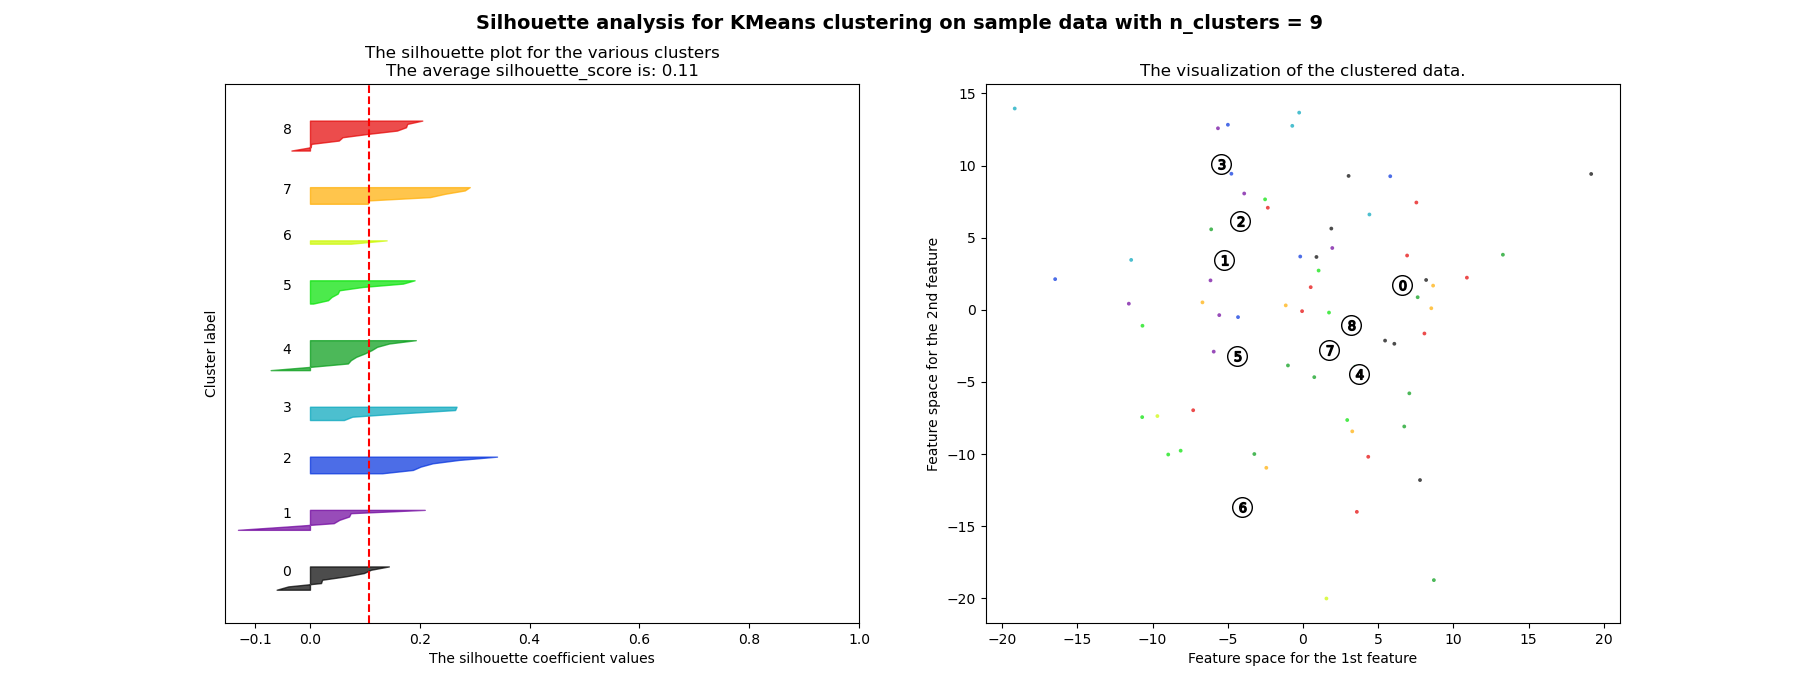 Silhouette analysis for KMeans clustering on sample data with n_clusters = 9
The silhouette plot for the various clusters
The average silhouette_score is: 0.11
8
7
6
5
4
3
2
1
0
Cluster label
−0.1 0.0 0.2 0.4 0.6 0.8 1.0
The silhouette coefficient values
The visualization of the clustered data.
15
10
5
0
−5
−10
−15
−20
Feature space for the 2nd feature
3
2
1
0
8
7
5
4
6
−20 −15 −10 −5 0 5 10 15 20
Feature space for the 1st feature